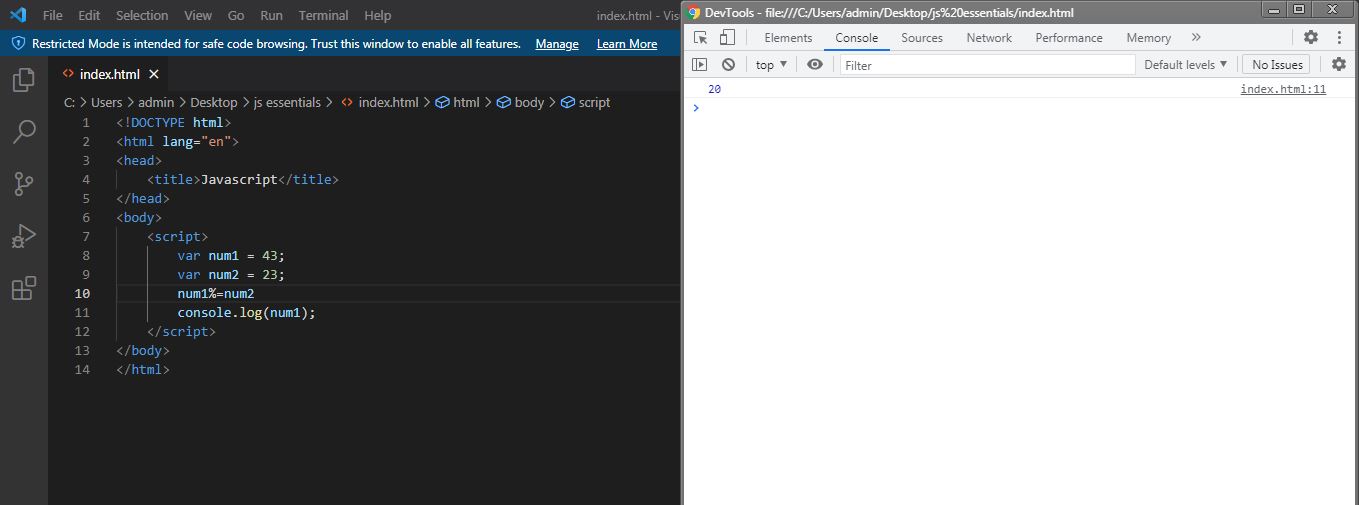 File Edit Selection View Go Run Terminal Help index.html - Vis
Restricted Mode is intended for safe code browsing. Trust this window to enable all features. Manage Learn More
index.html
C: > Users > admin > Desktop > js essentials > index.html > html > body > script
1 <!DOCTYPE html>
2 <html lang="en">
3 <head>
4 <title>Javascript</title>
5 </head>
6 <body>
7 <script>
8 var num1 = 43;
9 var num2 = 23;
10 num1%=num2
11 console.log(num1);
12 </script>
13 </body>
14 </html>
DevTools - file:///C:/Users/admin/Desktop/js%20essentials/index.html
Elements Console Sources Network Performance Memory »
top Filter Default levels No Issues
20 index.html:11
>